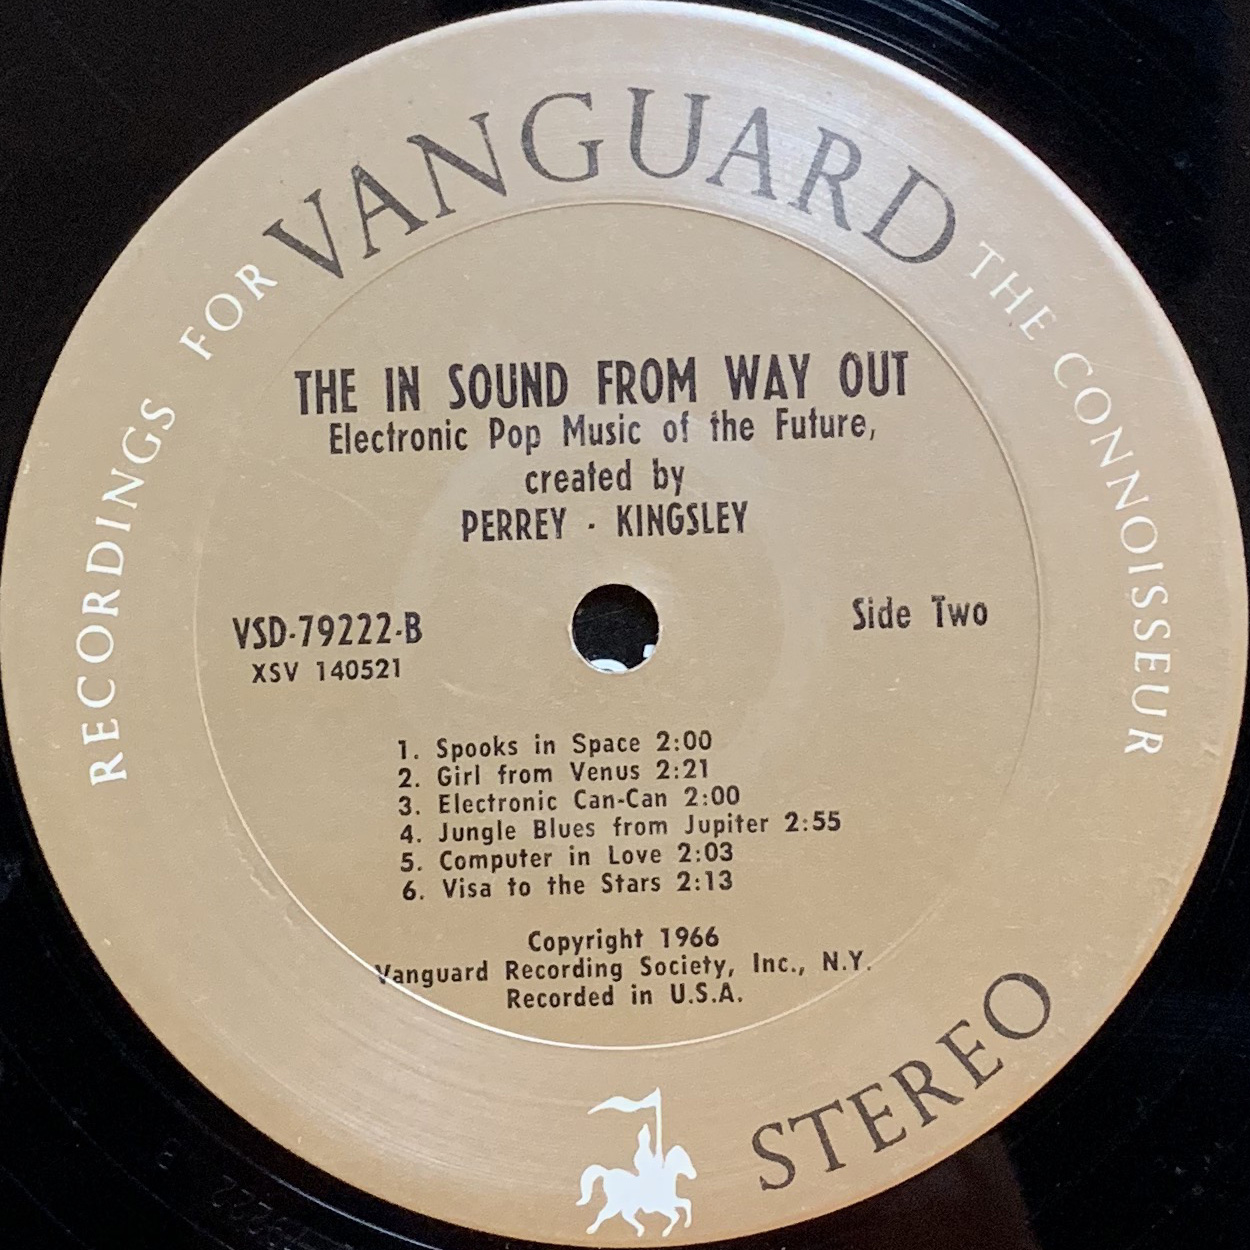 RECORDINGS FOR VANGUARD THE CONNOISSEUR
THE IN SOUND FROM WAY OUT
Electronic Pop Music of the Future,
created by
PERREY · KINGSLEY
VSD-79222-B
XSV 140521
Side Two
1. Spooks in Space 2:00
2. Girl from Venus 2:21
3. Electronic Can-Can 2:00
4. Jungle Blues from Jupiter 2:55
5. Computer in Love 2:03
6. Visa to the Stars 2:13
Copyright 1966
Vanguard Recording Society, Inc., N.Y.
Recorded in U.S.A.
STEREO